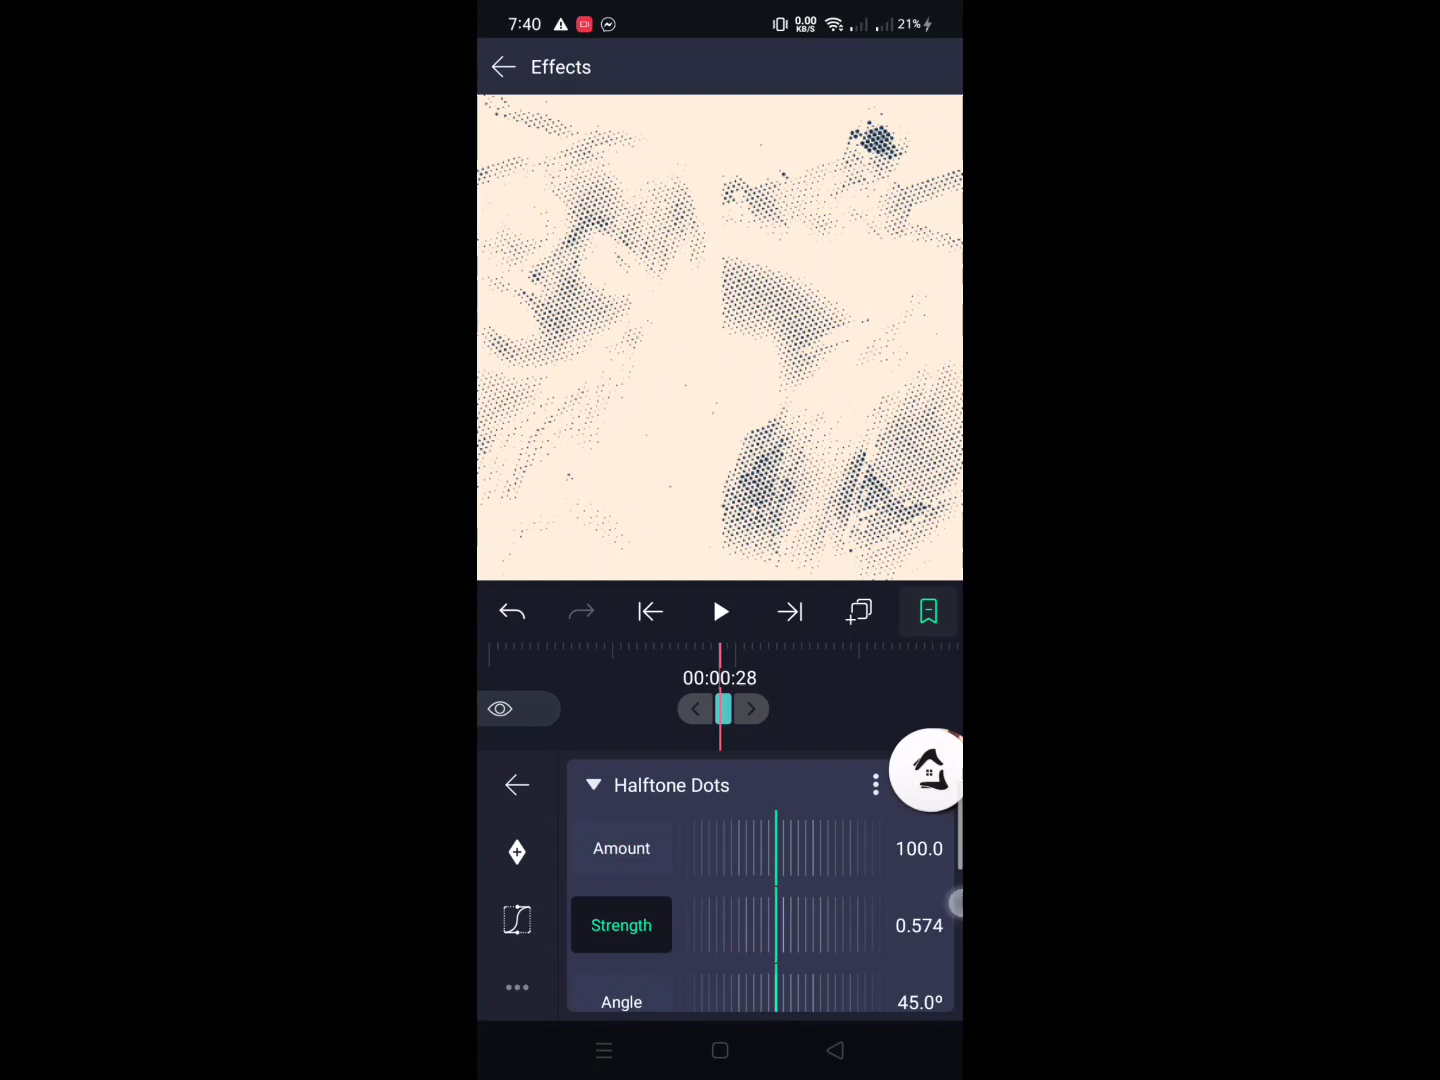 7:40
0.00
KB/S
21%
Effects
00:00:28
Halftone Dots
Amount
100.0
Strength
0.574
Angle
45.0º